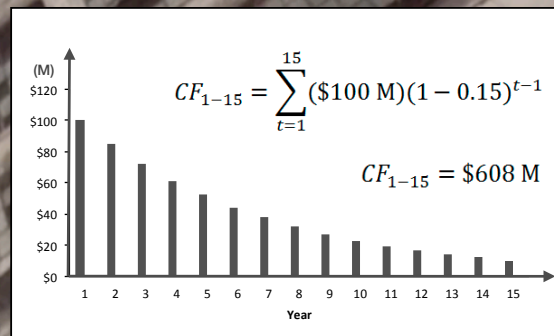 (M)
$120
$100
$80
$60
$40
$20
$0
1 2 3 4 5 6 7 8 9 10 11 12 13 14 15
Year
15
CF₁₋₁₅ = ∑($100 M)(1 − 0.15)ᵗ⁻¹
t=1
CF₁₋₁₅ = $608 M